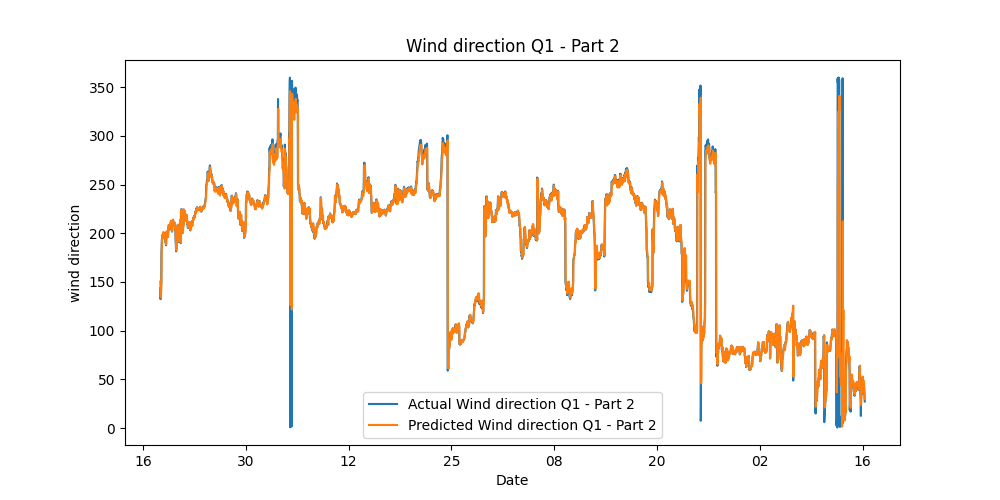 Wind direction Q1 - Part 2
wind direction
350
300
250
200
150
100
50
0
Actual Wind direction Q1 - Part 2
Predicted Wind direction Q1 - Part 2
16 30 12 25 08 20 02 16
Date